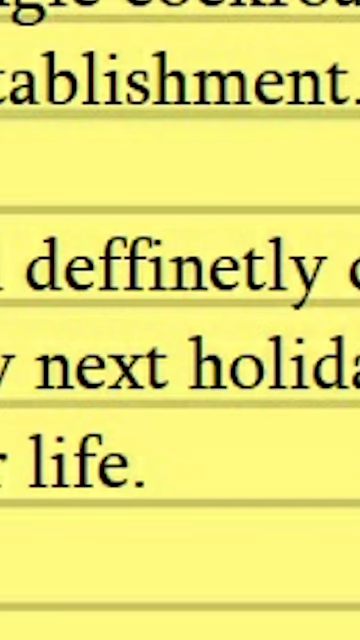 tablishment.
deffinetly c
y next holida
r life.